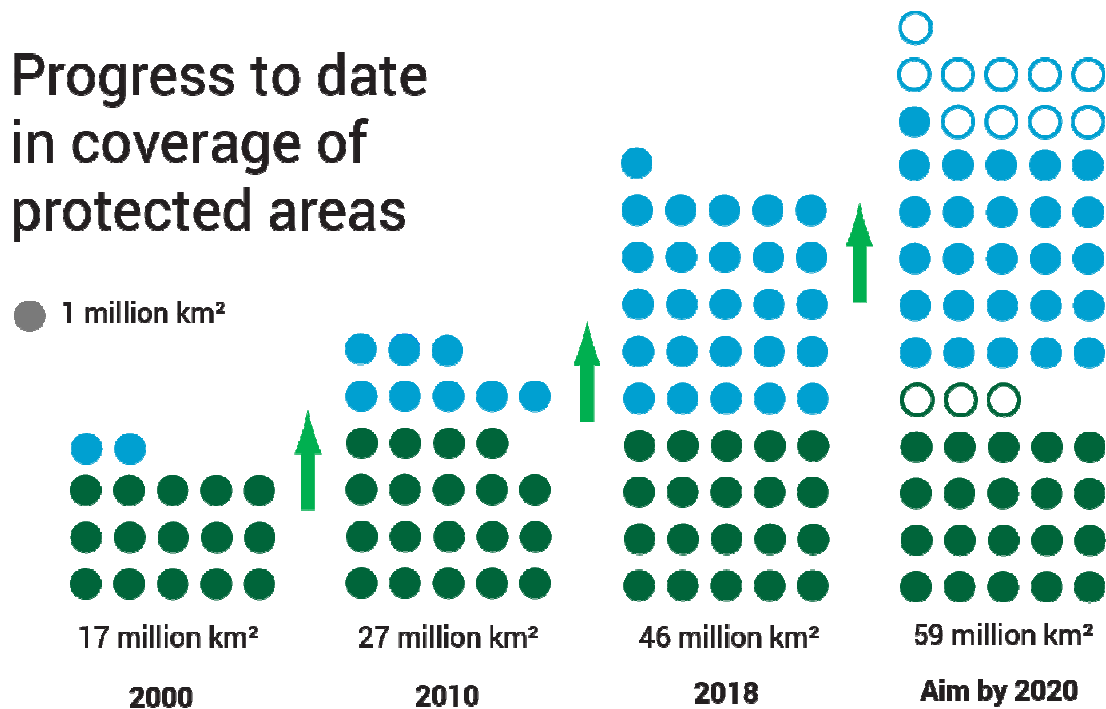 Progress to date
in coverage of
protected areas
1 million km²
17 million km²
27 million km²
46 million km²
59 million km²
2000
2010
2018
Aim by 2020